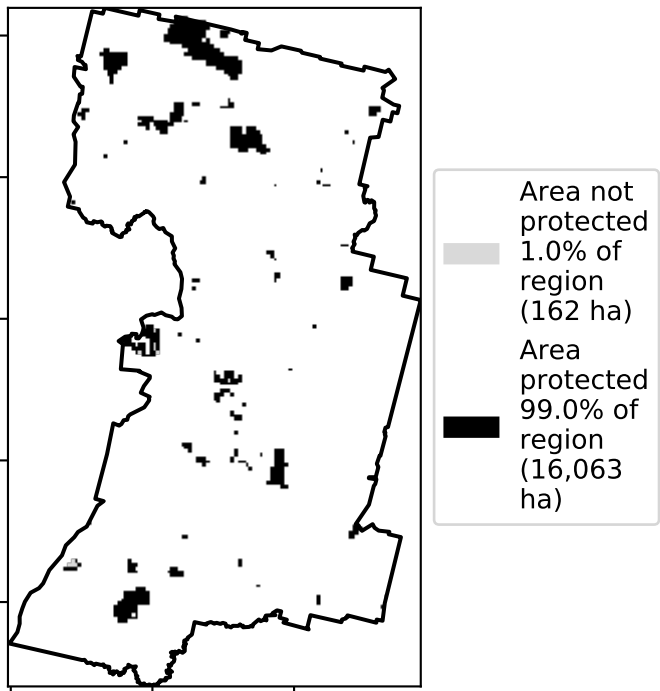 Area not
protected
1.0% of
region
(162 ha)
Area
protected
99.0% of
region
(16,063
ha)